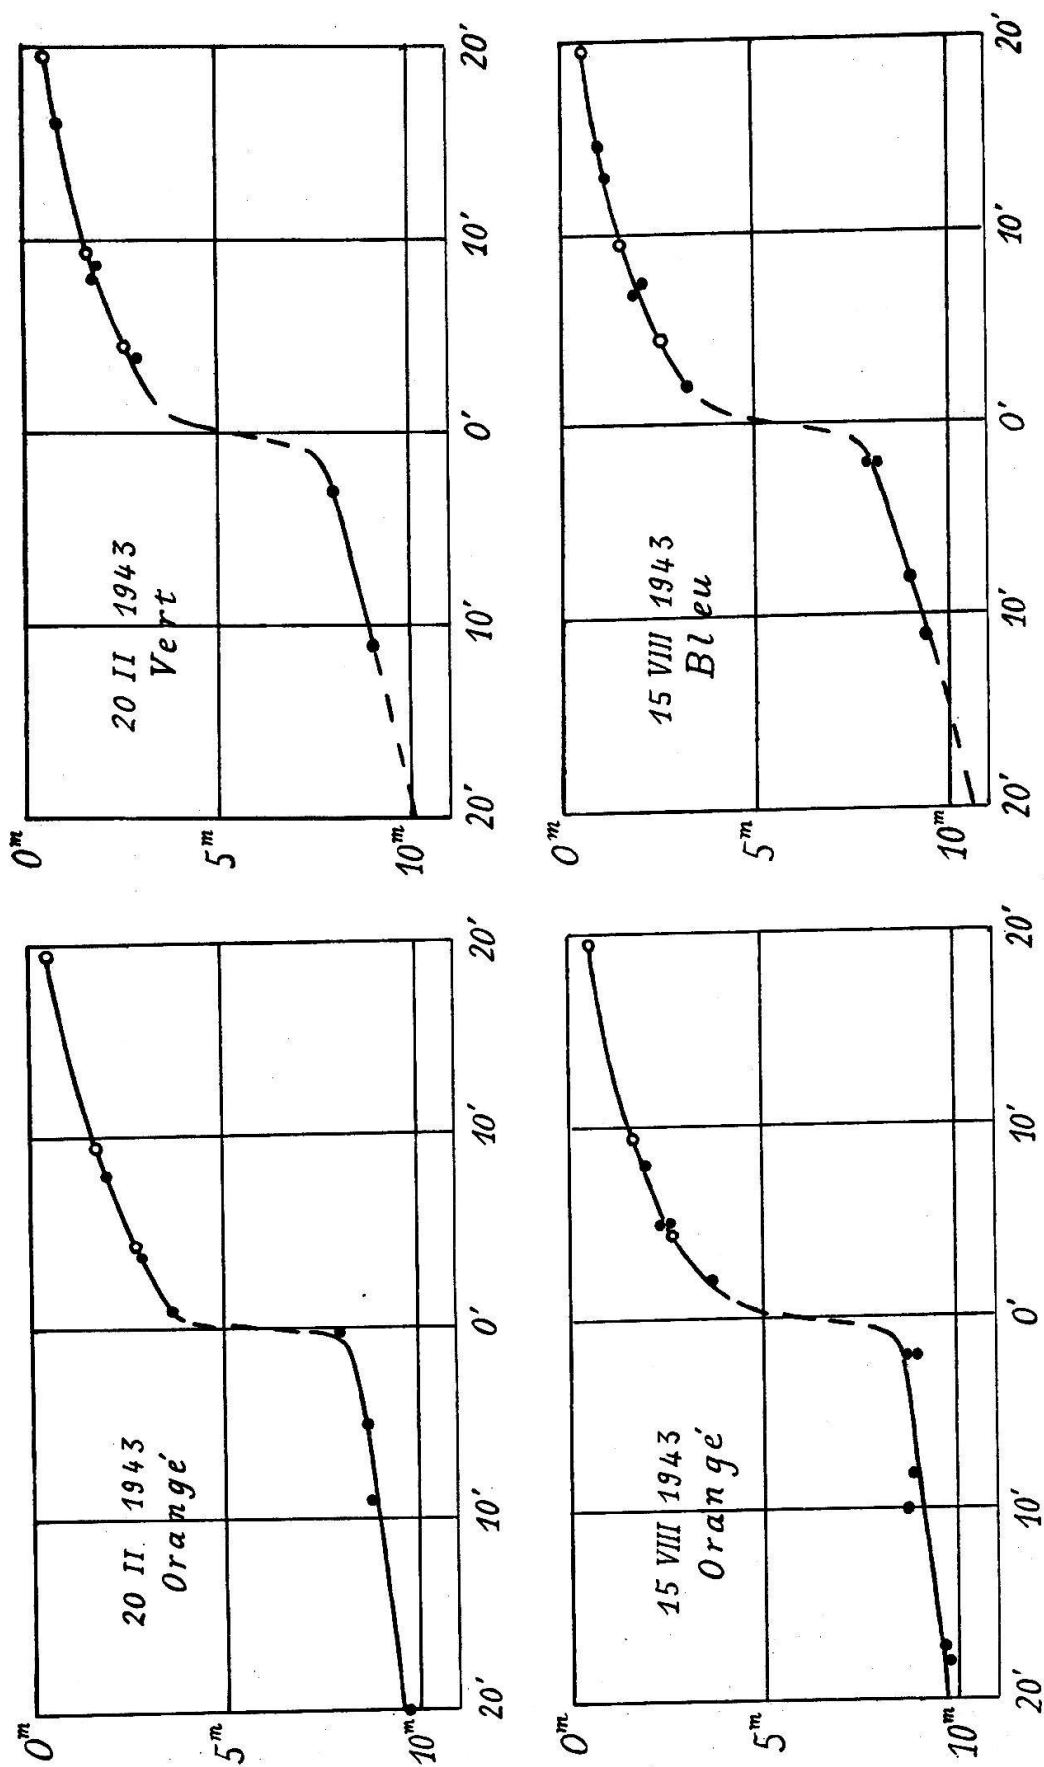 0ᵐ
5ᵐ
10ᵐ
20 II 1943
Vert
20' 10' 0' 10' 20'
0ᵐ
5ᵐ
10ᵐ
15 VIII 1943
Bleu
20' 10' 0' 10' 20'
0ᵐ
5ᵐ
10ᵐ
20 II. 1943
Orangé
20' 10' 0' 10' 20'
0ᵐ
5ᵐ
10ᵐ
15 VIII 1943
Orangé
20' 10' 0' 10' 20'